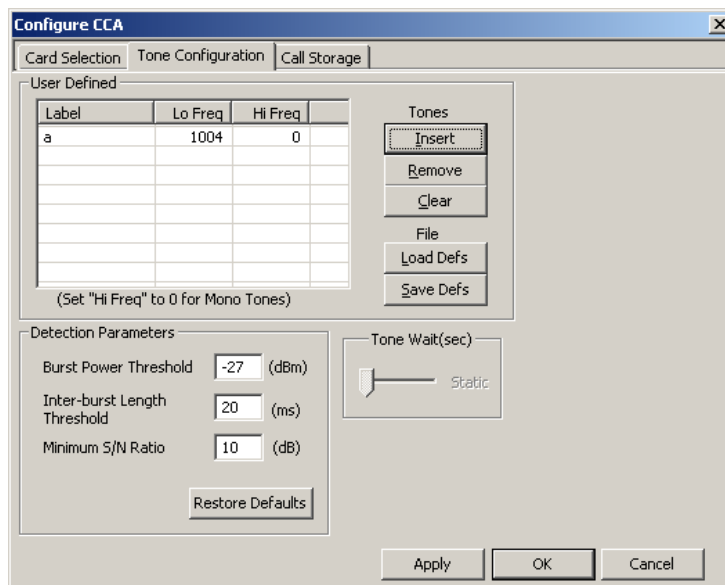 Configure CCA
Card Selection Tone Configuration Call Storage
User Defined
Label Lo Freq Hi Freq
a 1004 0
Tones
Insert
Remove
Clear
File
Load Defs
Save Defs
(Set "Hi Freq" to 0 for Mono Tones)
Detection Parameters
Burst Power Threshold -27 (dBm)
Inter-burst Length
Threshold 20 (ms)
Minimum S/N Ratio 10 (dB)
Restore Defaults
Tone Wait(sec)
Static
Apply OK Cancel